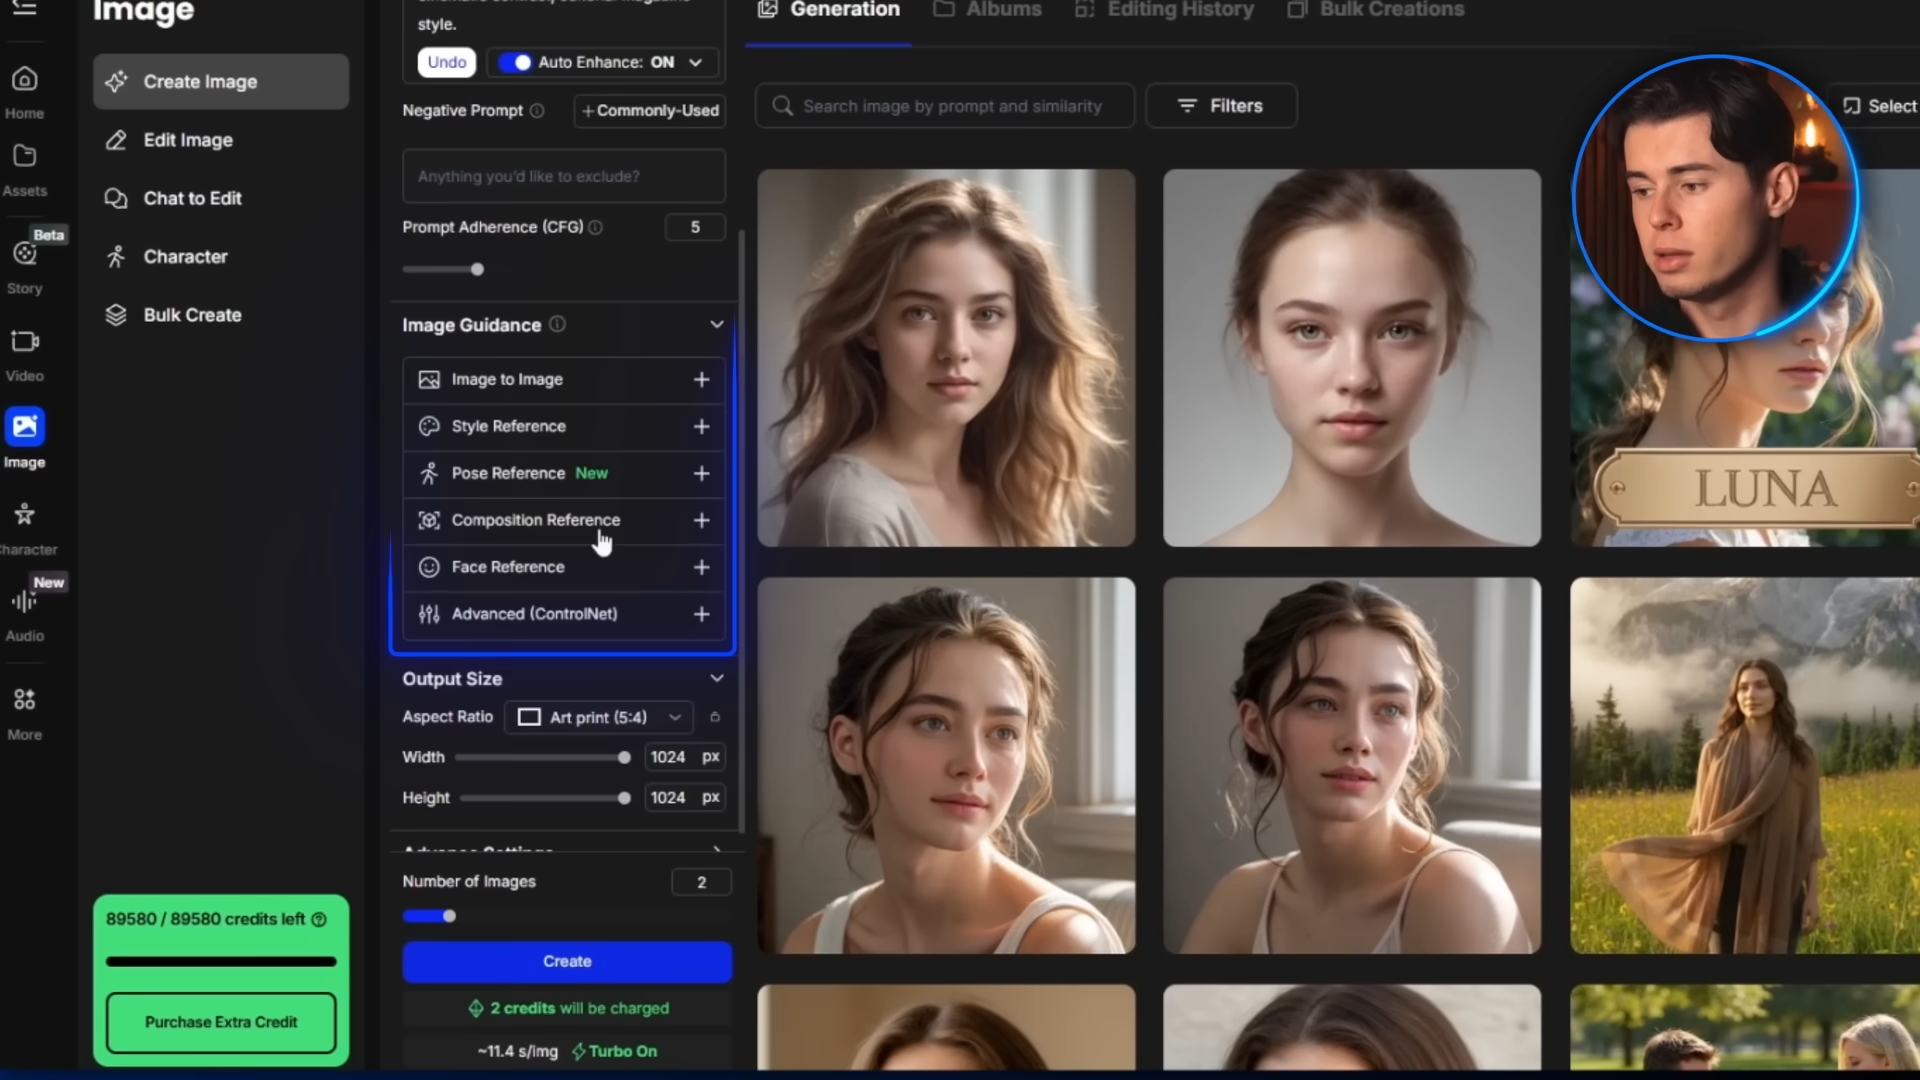 Image
Home
Assets
Beta
Story
Video
Image
Character
New
Audio
More
Create Image
Edit Image
Chat to Edit
Character
Bulk Create
89580 / 89580 credits left
Purchase Extra Credit
style.
Undo
Auto Enhance: ON
Negative Prompt
+Commonly-Used
Anything you'd like to exclude?
Prompt Adherence (CFG)
5
Image Guidance
Image to Image
Style Reference
Pose Reference New
Composition Reference
Face Reference
Advanced (ControlNet)
Output Size
Aspect Ratio
Art print (5:4)
Width
1024 px
Height
1024 px
Number of Images
2
Create
2 credits will be charged
~11.4 s/img
Turbo On
Generation
Albums
Editing History
Bulk Creations
Search image by prompt and similarity
Filters
Select
LUNA